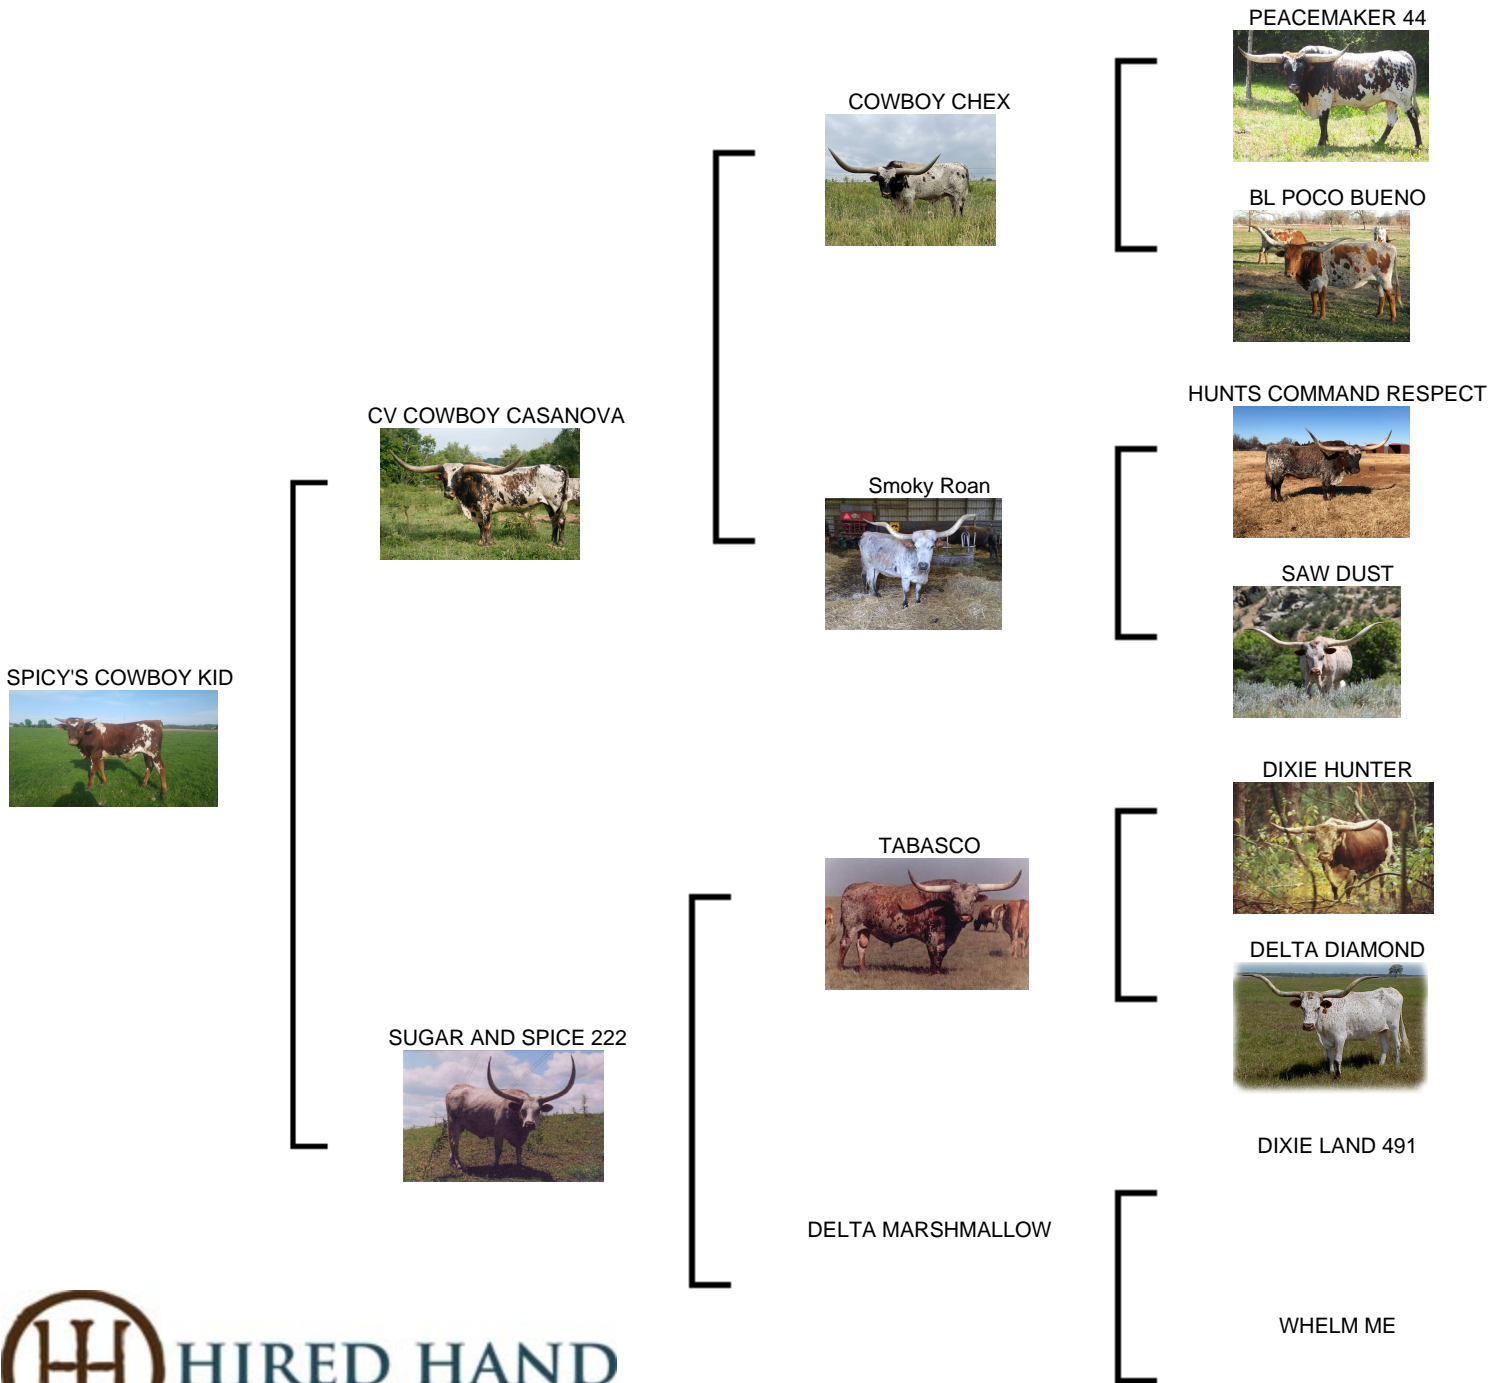 PEACEMAKER 44
COWBOY CHEX
BL POCO BUENO
HUNTS COMMAND RESPECT
CV COWBOY CASANOVA
Smoky Roan
SAW DUST
SPICY'S COWBOY KID
DIXIE HUNTER
TABASCO
DELTA DIAMOND
SUGAR AND SPICE 222
DIXIE LAND 491
DELTA MARSHMALLOW
WHELM ME
HIRED HAND